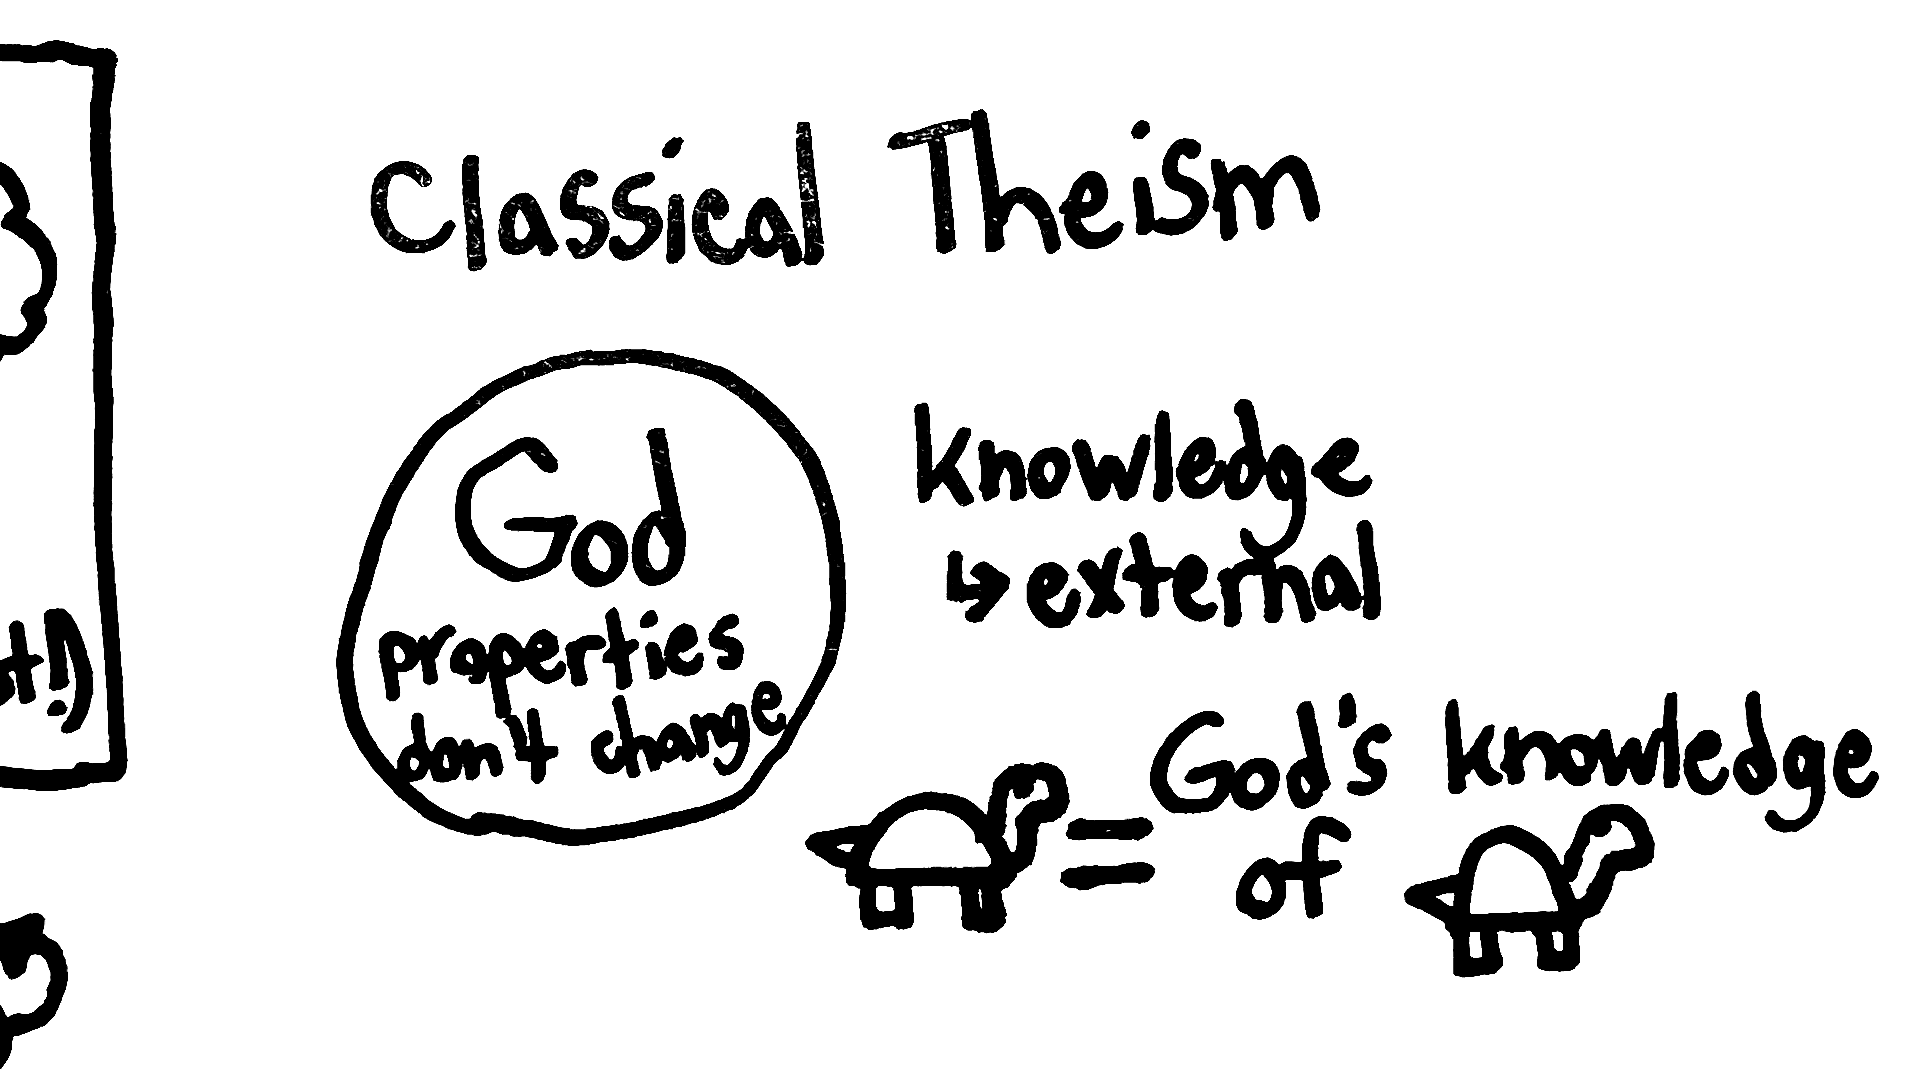 Classical Theism
God
properties
don't change
knowledge
↳ external
= God's knowledge
of